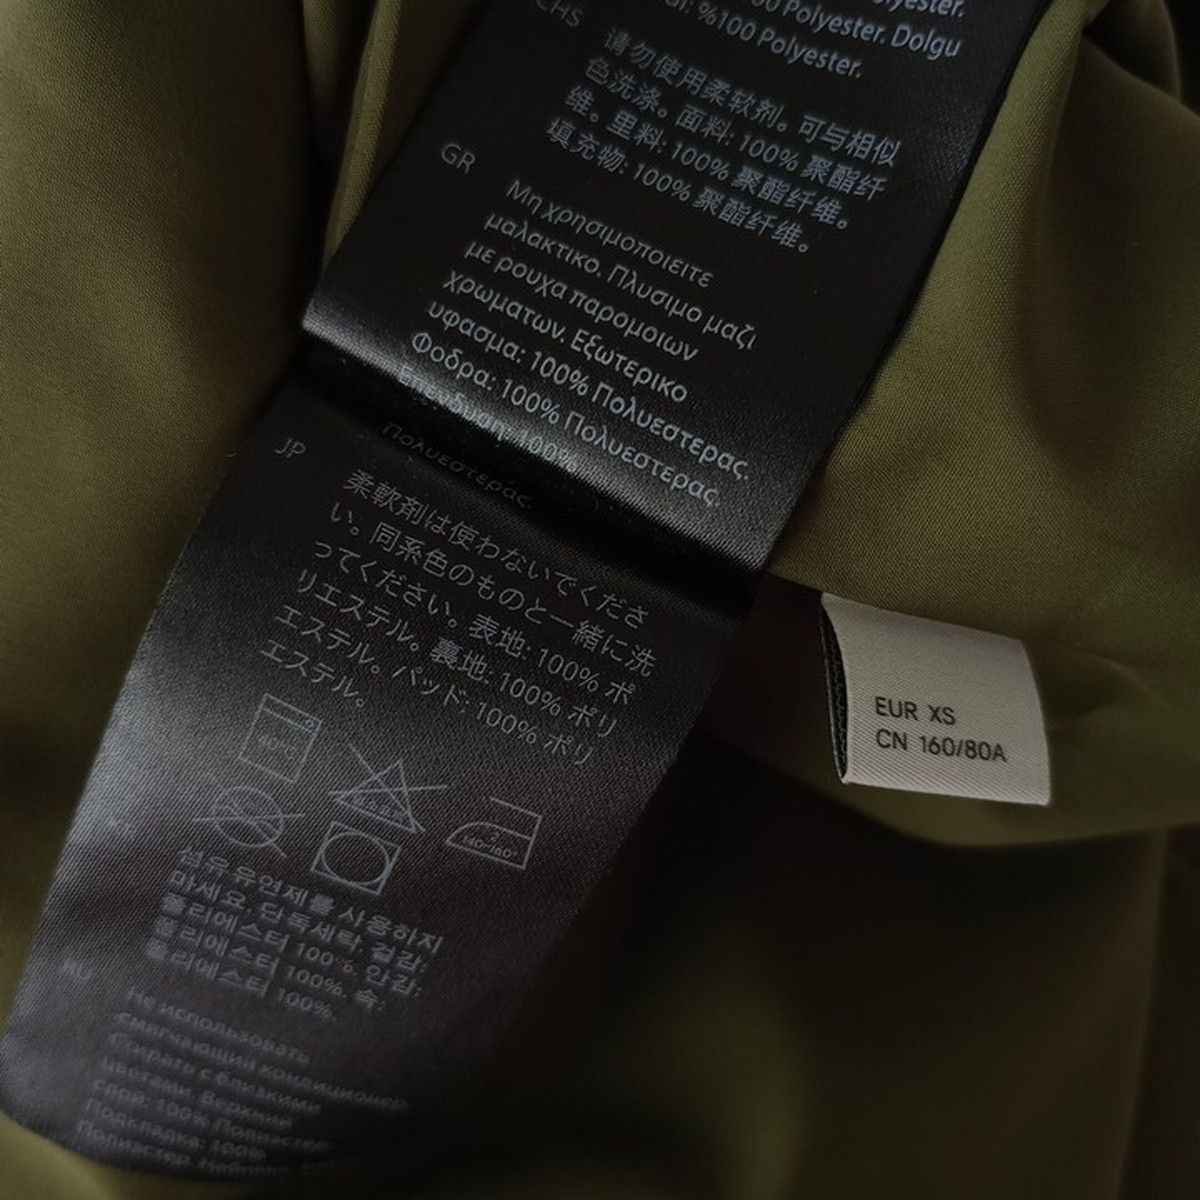 Polyester.
Polyester. Dolgu
%100 Polyester.
CHS
请勿使用柔软剂。可与相似
色洗涤。面料: 100% 聚酯纤
维。里料: 100% 聚酯纤维。
填充物: 100% 聚酯纤维。
GR
Μη χρησιμοποιειτε
μαλακτικο. Πλυσιμο μαζι
με ρουχα παρομοιων
χρωματων. Εξωτερικο
υφασμα: 100% Πολυεστερας.
Φοδρα: 100% Πολυεστερας.
Επενδυση: 100%
Πολυεστερας.
JP
柔軟剤は使わないでくださ
い。同系色のものと一緒に洗
ってください。表地: 100% ポ
リエステル。裏地: 100% ポリ
エステル。パッド: 100% ポリ
エステル。
섬유 유연제를 사용하지
마세요, 단독세탁. 겉감:
폴리에스터 100%. 안감:
폴리에스터 100%. 속:
폴리에스터 100%.
RU
Не использовать
смягчающий кондиционер.
Стирать с близкими
цветами. Верхний
слой: 100% Полиэстер.
Подкладка: 100%
Полиэстер.
EUR XS
CN 160/80A